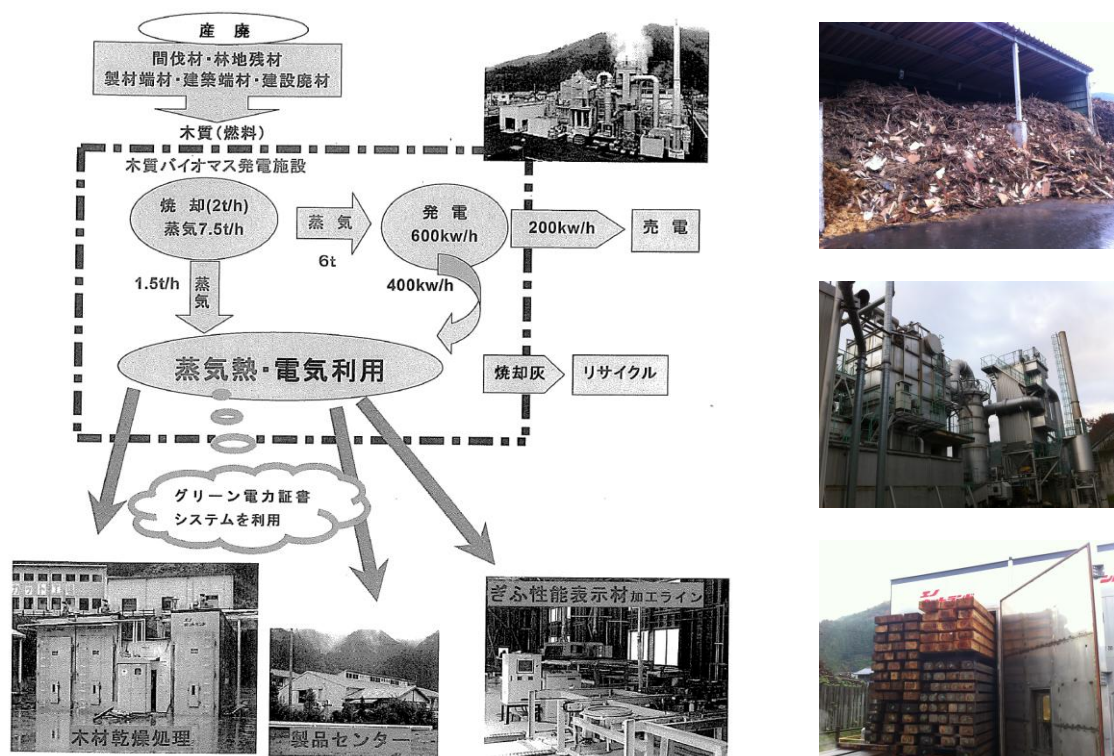 産 廃
間伐材・林地残材
製材端材・建築端材・建設廃材
木質(燃料)
木質バイオマス発電施設
焼 却(2t/h)
蒸気7.5t/h
蒸 気
6t
発 電
600kw/h
200kw/h
売 電
1.5t/h
蒸
気
400kw/h
蒸気熱・電気利用
焼却灰
リサイクル
グリーン電力証書
システムを利用
木材乾燥処理
製品センター
ぎふ性能表示材加工ライン